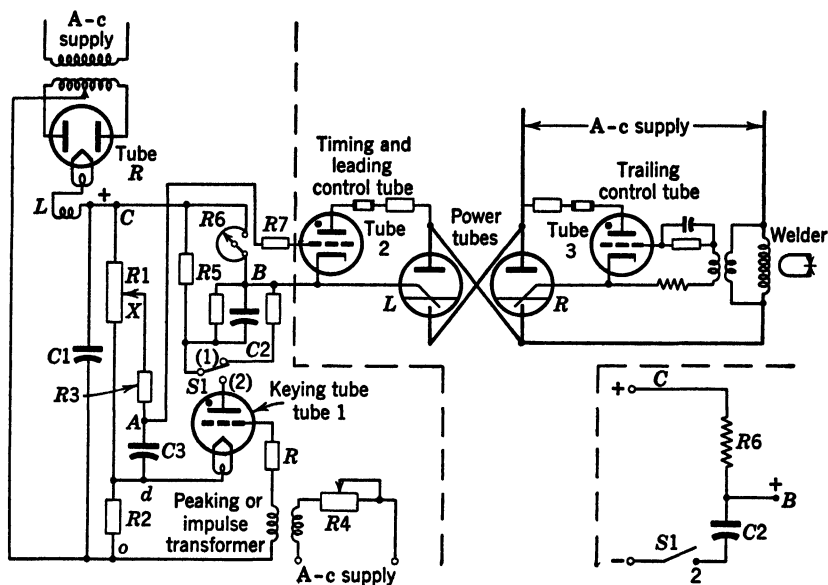 A-c
supply
Tube
R
L
+
C
R1
X
C1
R3
A
C3
d
R2
o
R6
R5
R7
B
(1)
C2
S1
(2)
Keying tube
tube 1
R
Peaking or
impulse
transformer
R4
A-c supply
Timing and
leading
control tube
Tube
2
Power
tubes
L
R
A-c supply
Trailing
control tube
Tube
3
Welder
+
C
R6
+
B
C2
-
S1
2